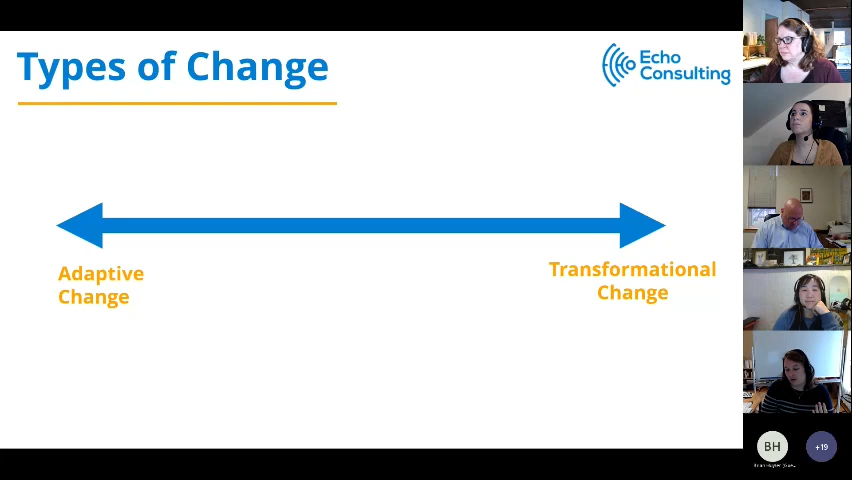 Types of Change
Echo
Consulting
Adaptive
Change
Transformational
Change
BH
+19